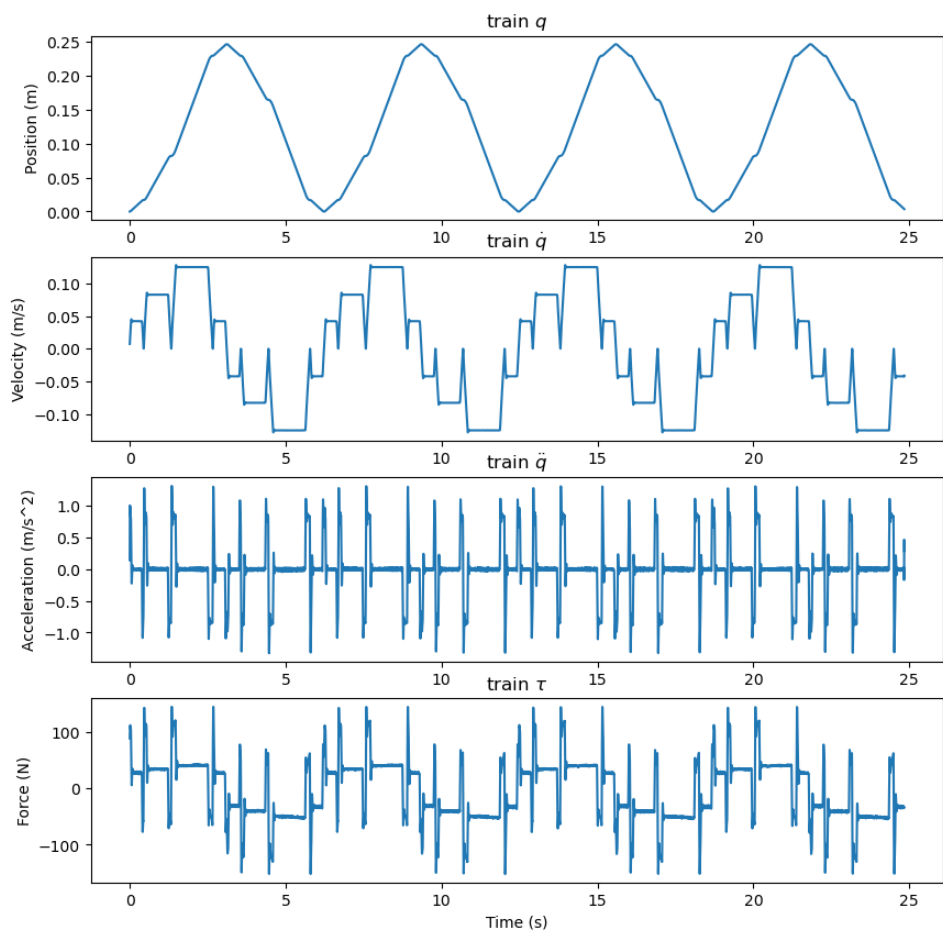 train q
Position (m)
0.25
0.20
0.15
0.10
0.05
0.00
0 5 10 15 20 25
train q̇
Velocity (m/s)
0.10
0.05
0.00
−0.05
−0.10
0 5 10 15 20 25
train q̈
Acceleration (m/s^2)
1.0
0.5
0.0
−0.5
−1.0
0 5 10 15 20 25
train τ
Force (N)
100
0
−100
0 5 10 15 20 25
Time (s)